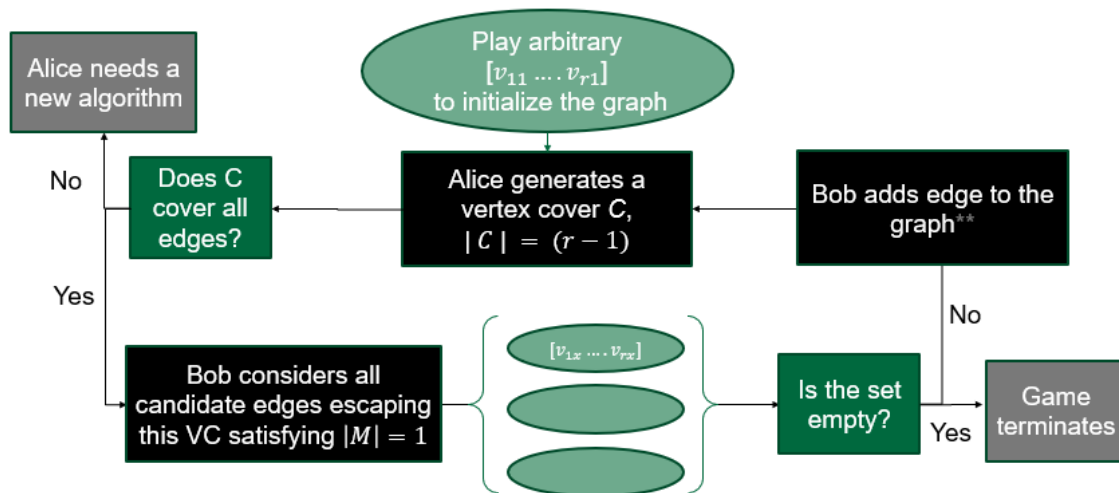 Play arbitrary
[v₁₁ .... vᵣ₁]
to initialize the graph
Alice needs a
new algorithm
No
Does C
cover all
edges?
Alice generates a
vertex cover C,
| C | = (r − 1)
Bob adds edge to the
graph**
Yes
No
Bob considers all
candidate edges escaping
this VC satisfying |M| = 1
[v₁ₓ .... vᵣₓ]
Is the set
empty?
Yes
Game
terminates